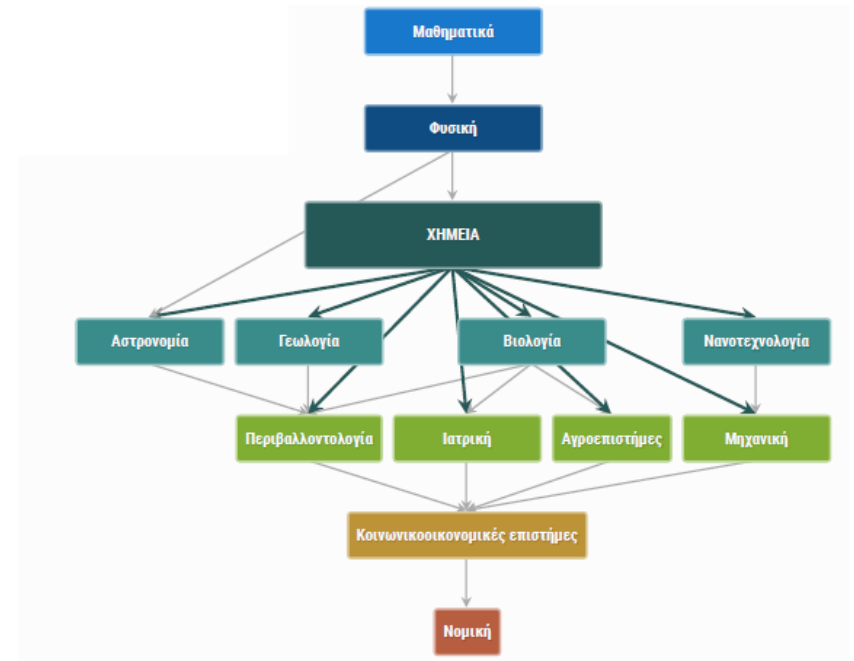 Μαθηματικά
Φυσική
ΧΗΜΕΙΑ
Αστρονομία
Γεωλογία
Βιολογία
Νανοτεχνολογία
Περιβαλλοντολογία
Ιατρική
Αγροεπιστήμες
Μηχανική
Κοινωνικοοικονομικές επιστήμες
Νομική